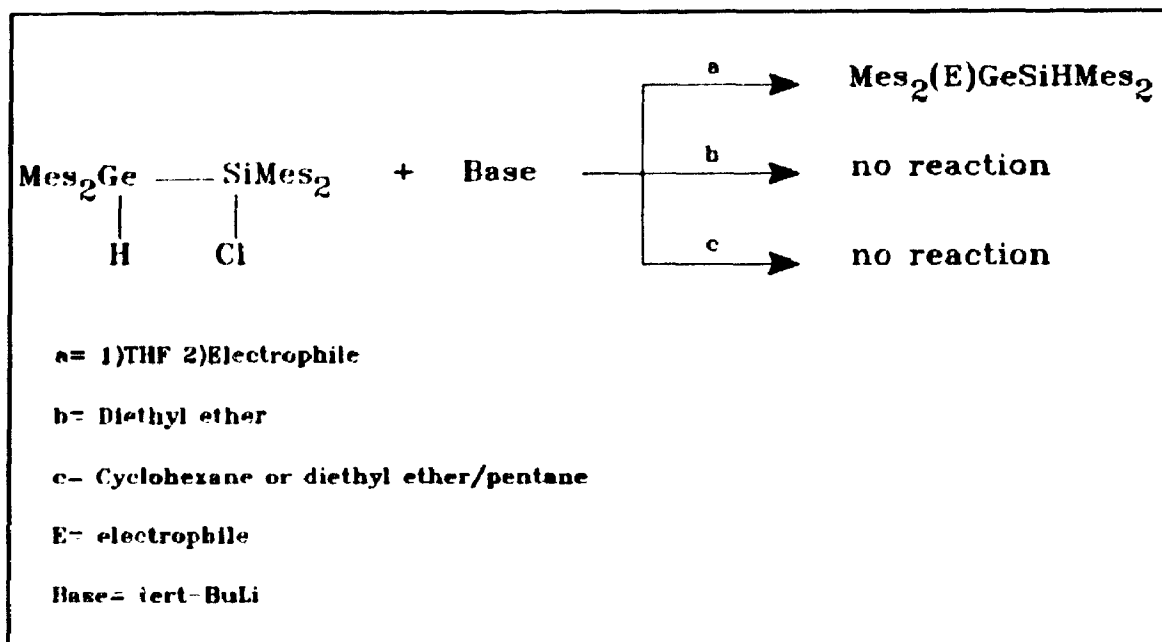 a
Mes2(E)GeSiHMes2
Mes2Ge — SiMes2 + Base
b
no reaction
H Cl
c
no reaction
a= 1)THF 2)Electrophile
b= Diethyl ether
c= Cyclohexane or diethyl ether/pentane
E= electrophile
Base= tert-BuLi